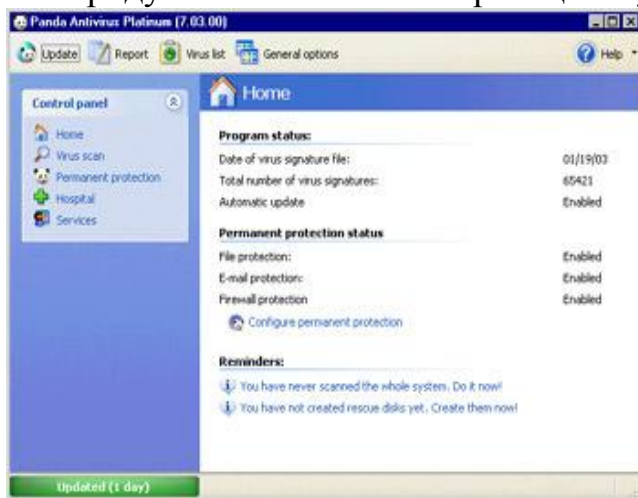 Panda Antivirus Platinum (7.03.00)
Update Report Virus list General options Help
Control panel
Home
Virus scan
Permanent protection
Hospital
Services
Home
Program status:
Date of virus signature file: 01/19/03
Total number of virus signatures: 65421
Automatic update Enabled
Permanent protection status
File protection: Enabled
E-mail protection: Enabled
Firewall protection Enabled
Configure permanent protection
Reminders:
You have never scanned the whole system. Do it now!
You have not created rescue disks yet. Create them now!
Updated (1 day)